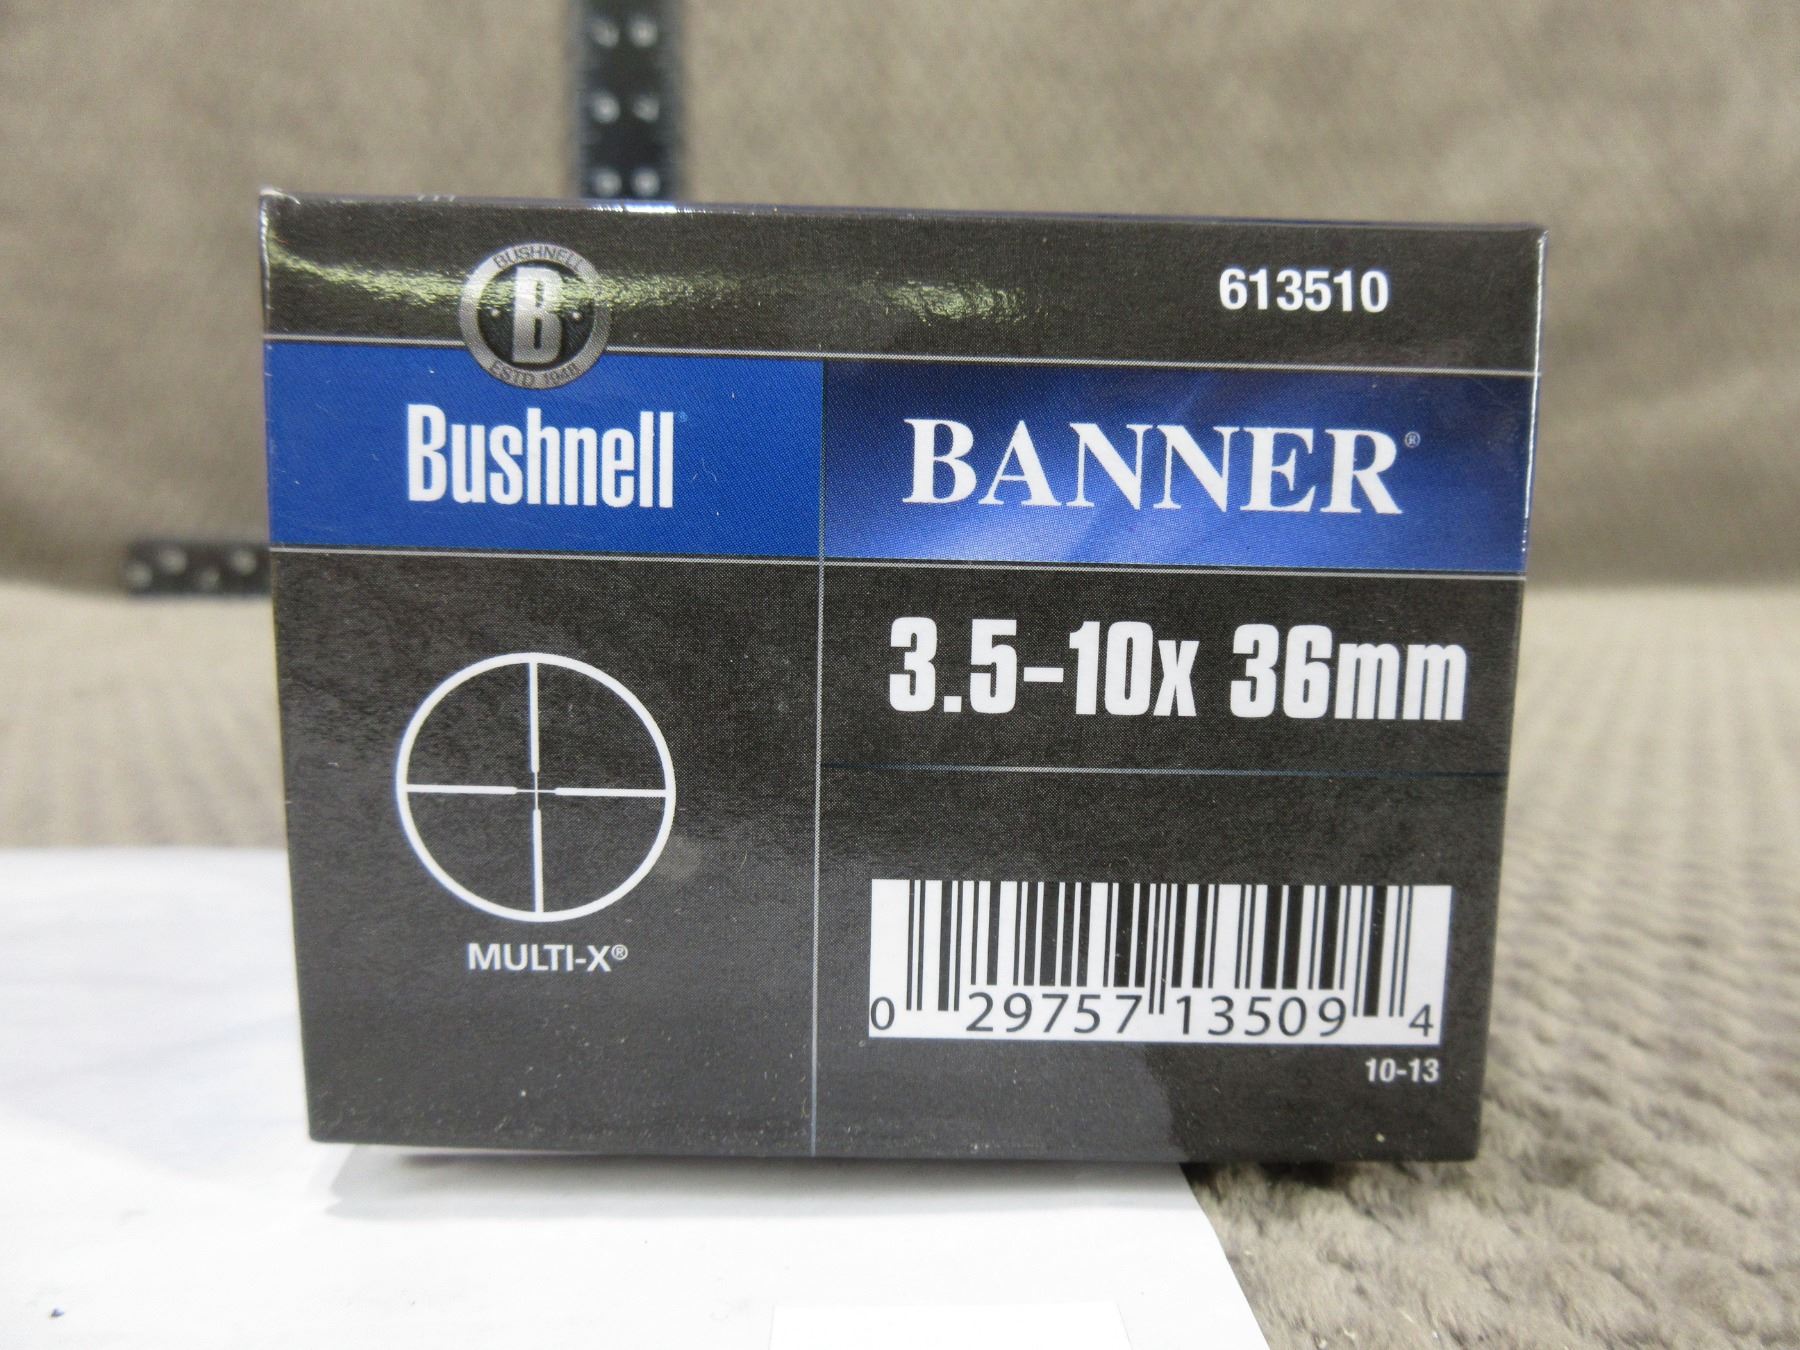 BUSHNELL
B
ESTD 1948
613510
Bushnell
BANNER®
3.5-10x 36mm
MULTI-X®
0 29757 13509 4
10-13